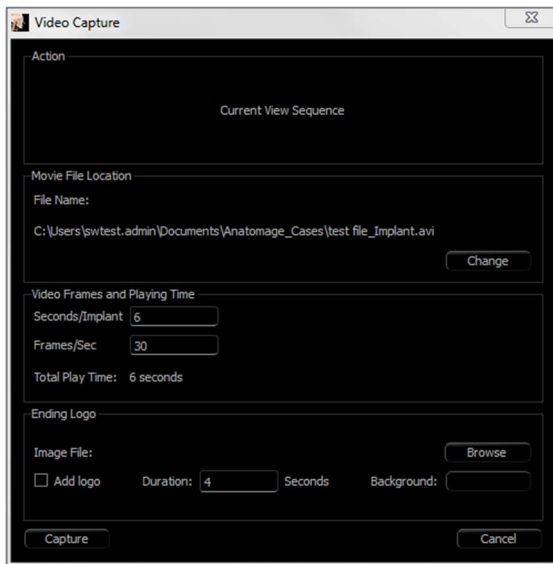 Video Capture
Action
Current View Sequence
Movie File Location
File Name:
C:\Users\swtest.admin\Documents\Anatomage_Cases\test file_Implant.avi
Change
Video Frames and Playing Time
Seconds/Implant 6
Frames/Sec 30
Total Play Time: 6 seconds
Ending Logo
Image File: Browse
Add logo Duration: 4 Seconds Background:
Capture Cancel